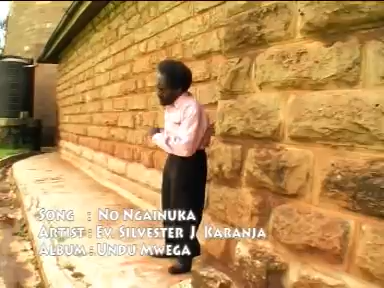 Song : No Ngainuka
Artist : Ev. Silvester J. Kabanja
Album : Undu Mwega